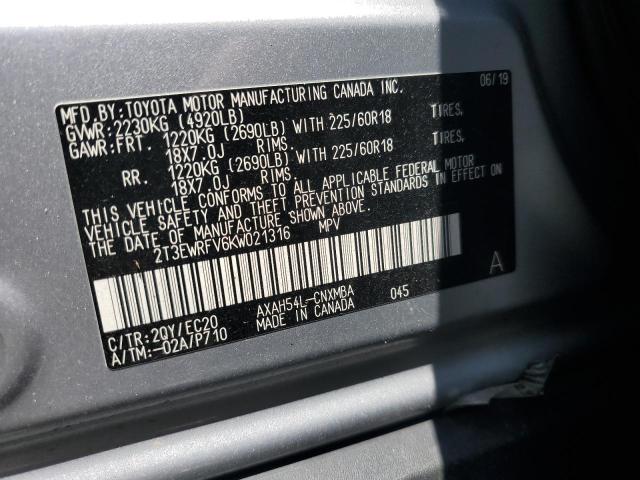 MFD. BY: TOYOTA MOTOR MANUFACTURING CANADA INC. 06/19
GVWR: 2230KG (4920LB)
GAWR: FRT. 1220KG (2690LB) WITH 225/60R18 TIRES,
18X7.0J RIMS.
RR. 1220KG (2690LB) WITH 225/60R18 TIRES,
18X7.0J RIMS.
THIS VEHICLE CONFORMS TO ALL APPLICABLE FEDERAL MOTOR
VEHICLE SAFETY AND THEFT PREVENTION STANDARDS IN EFFECT ON
THE DATE OF MANUFACTURE SHOWN ABOVE.
2T3EWRFV6KW021316 MPV
A
C/TR: 2QY/EC20 AXAH54L-CNXMBA 045
A/TM: -02A/P710 MADE IN CANADA